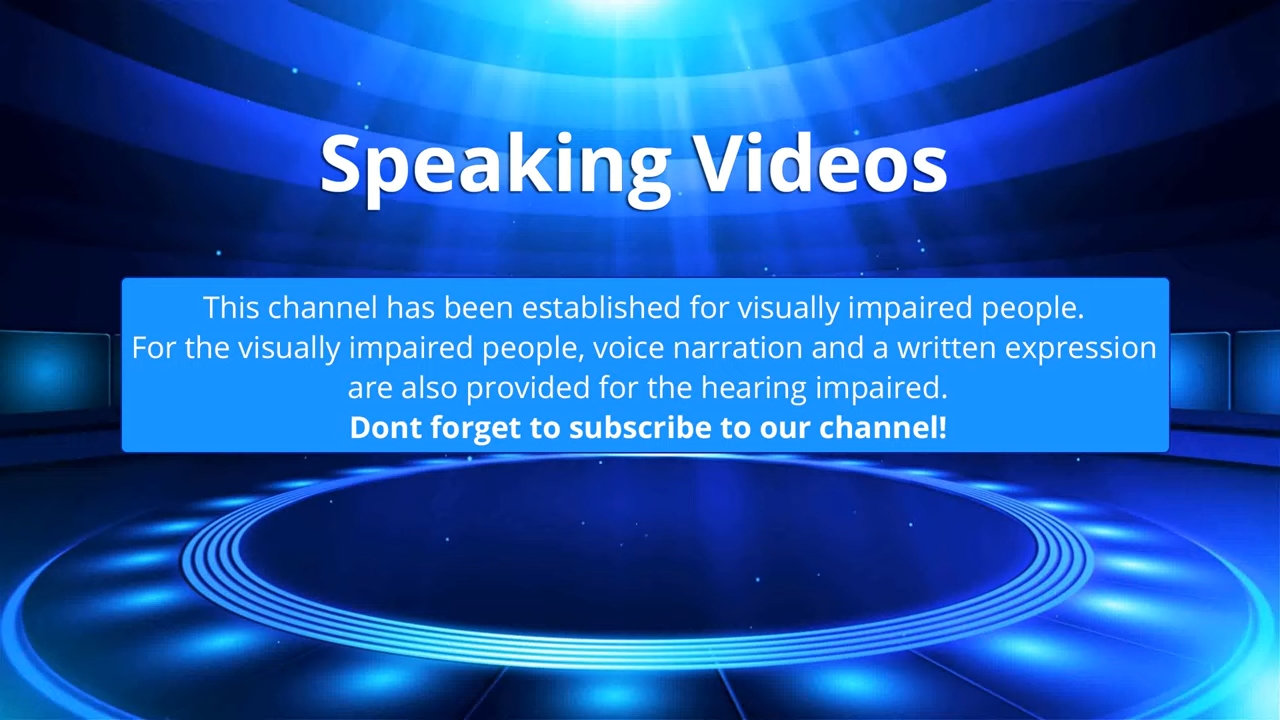 Speaking Videos
This channel has been established for visually impaired people.
For the visually impaired people, voice narration and a written expression
are also provided for the hearing impaired.
Dont forget to subscribe to our channel!